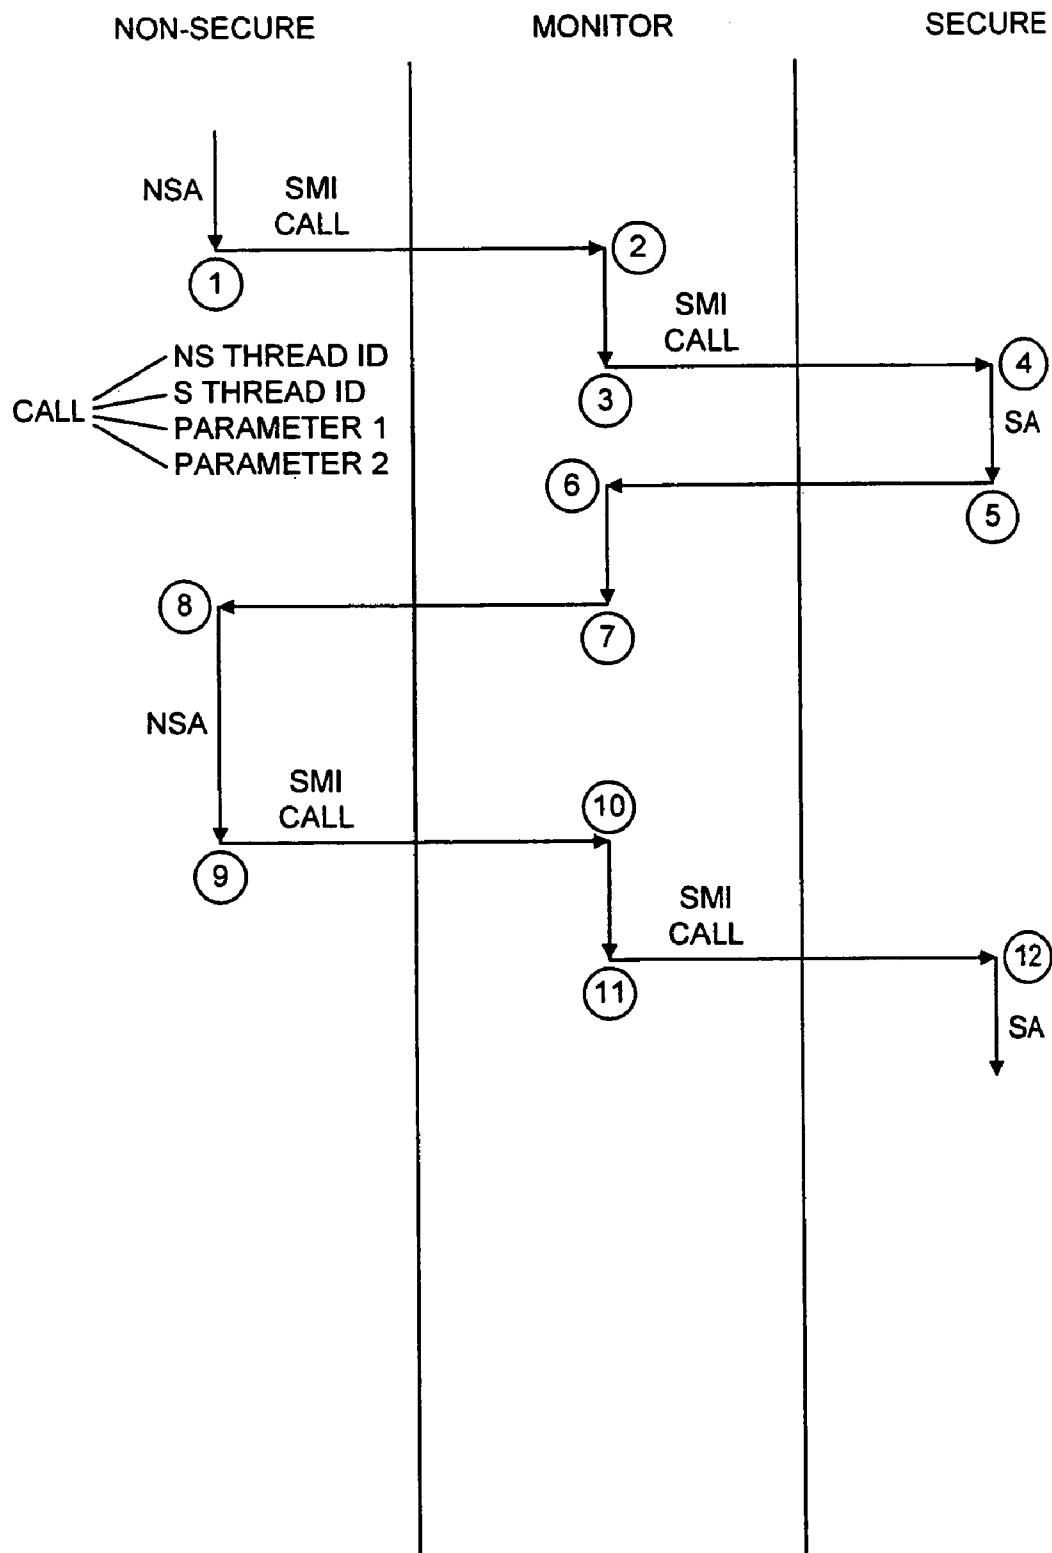 NON-SECURE MONITOR SECURE
NSA
SMI
CALL
1
2
SMI
CALL
3
4
SA
CALL
NS THREAD ID
S THREAD ID
PARAMETER 1
PARAMETER 2
6
5
8
7
NSA
SMI
CALL
9
10
SMI
CALL
11
12
SA